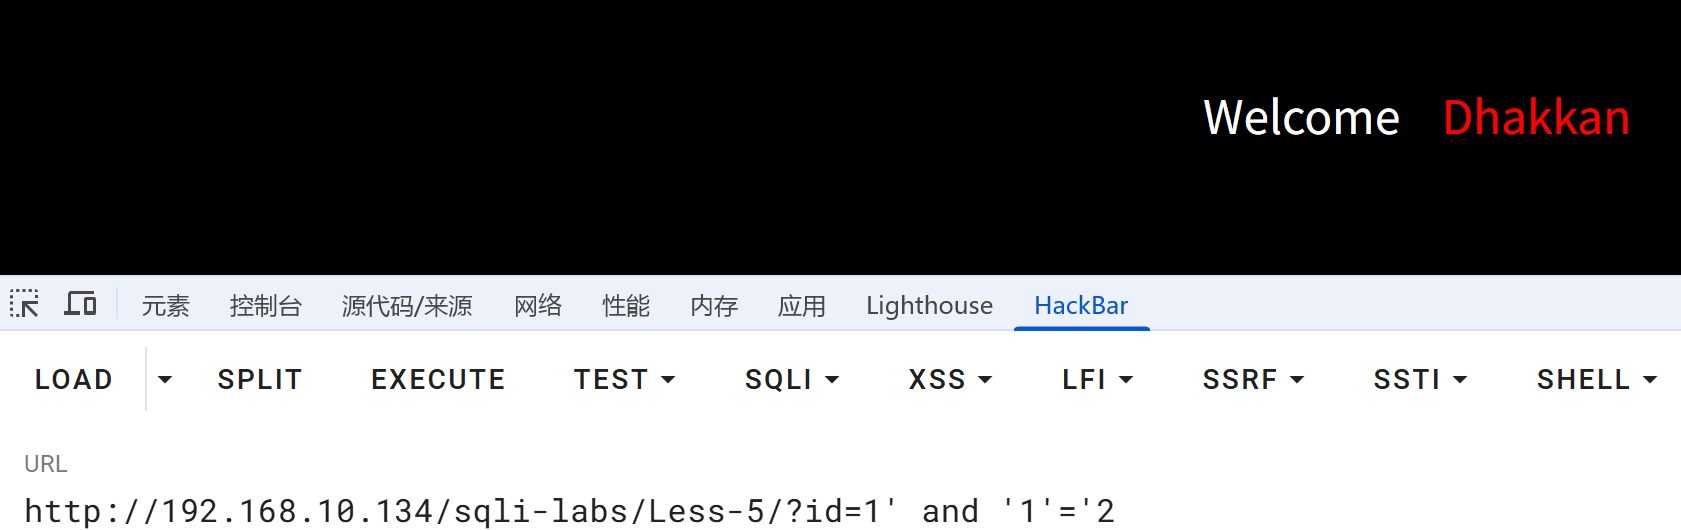 Welcome Dhakkan
元素 控制台 源代码/来源 网络 性能 内存 应用 Lighthouse HackBar
LOAD SPLIT EXECUTE TEST SQLI XSS LFI SSRF SSTI SHELL
URL
http://192.168.10.134/sqli-labs/Less-5/?id=1' and '1'='2